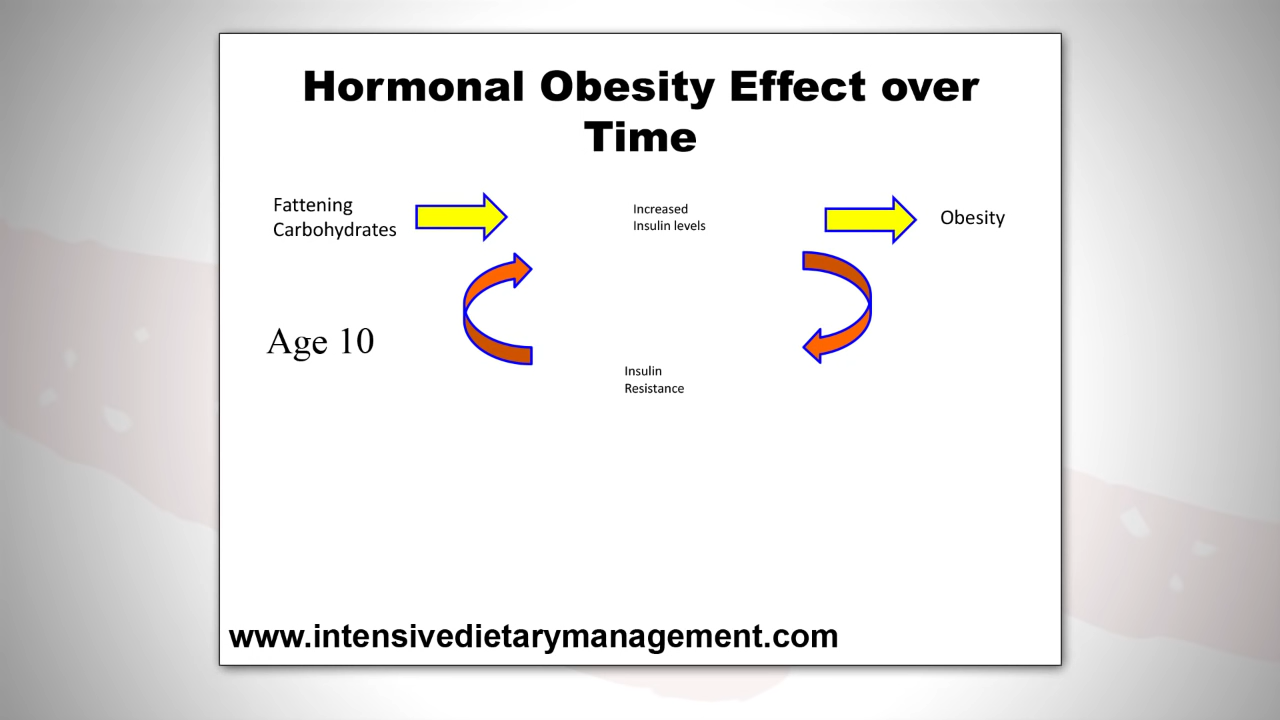 Hormonal Obesity Effect over
Time
Fattening
Carbohydrates
Increased
Insulin levels
Obesity
Age 10
Insulin
Resistance
www.intensivedietarymanagement.com